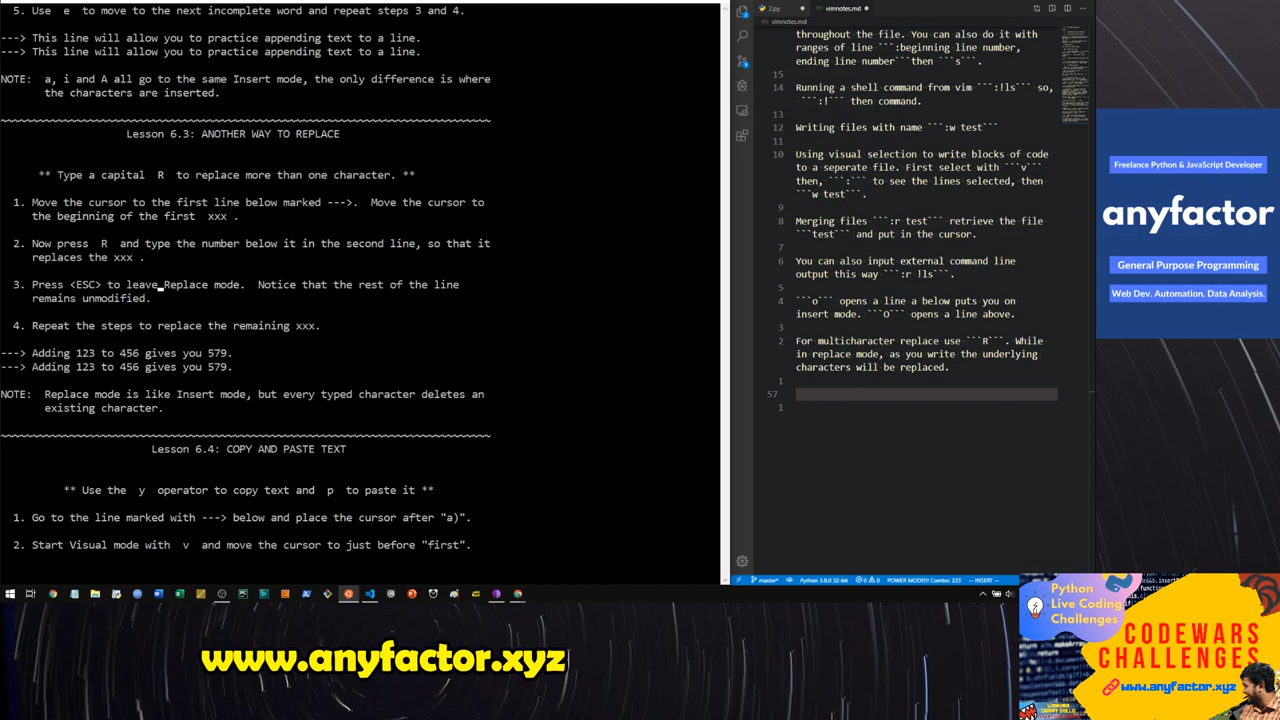 5. Use  e  to move to the next incomplete word and repeat steps 3 and 4.
---> This line will allow you to practice appending text to a line.
---> This line will allow you to practice appending text to a line.
NOTE:  a, i and A all go to the same Insert mode, the only difference is where
the characters are inserted.
Lesson 6.3: ANOTHER WAY TO REPLACE
** Type a capital  R  to replace more than one character. **
1. Move the cursor to the first line below marked --->.  Move the cursor to
the beginning of the first  xxx .
2. Now press  R  and type the number below it in the second line, so that it
replaces the xxx .
3. Press <ESC> to leave Replace mode.  Notice that the rest of the line
remains unmodified.
4. Repeat the steps to replace the remaining xxx.
---> Adding 123 to 456 gives you 579.
---> Adding 123 to 456 gives you 579.
NOTE:  Replace mode is like Insert mode, but every typed character deletes an
existing character.
Lesson 6.4: COPY AND PASTE TEXT
** Use the  y  operator to copy text and  p  to paste it **
1. Go to the line marked with ---> below and place the cursor after "a)".
2. Start Visual mode with  v  and move the cursor to just before "first".
2.py
vimnotes.md
vimnotes.md
throughout the file. You can also do it with
ranges of line ```:beginning line number,
ending line number```then ```s```.
15
14 Running a shell command from vim ```:!ls``` so,
```:!``` then command.
13
12 Writing files with name ```:w test```
11
10 Using visual selection to write blocks of code
to a seperate file. First select with ```v```
then, ```:``` to see the lines selected, then
```w test```.
9
8 Merging files ```:r test``` retrieve the file
```test``` and put in the cursor.
7
6 You can also input external command line
output this way ```:r !ls```.
5
4 ```o``` opens a line a below puts you on
insert mode. ```O``` opens a line above.
3
2 For multicharacter replace use ```R```. While
in replace mode, as you write the underlying
characters will be replaced.
1
57
1
master* Python 3.8.0 32-bit 0 0 POWER MODE!!! Combo: 223 -- INSERT --
Freelance Python & JavaScript Developer
anyfactor
General Purpose Programming
Web Dev. Automation. Data Analysis.
www.anyfactor.xyz
Python
Live Coding
Challenges
CODEWARS
CHALLENGES
www.anyfactor.xyz